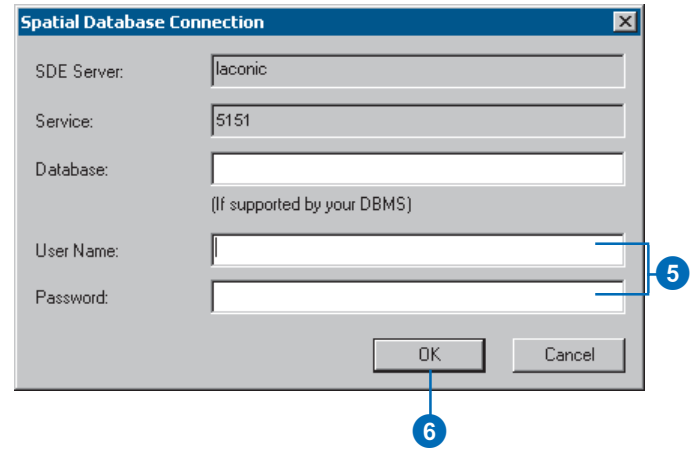 Spatial Database Connection
SDE Server: laconic
Service: 5151
Database:
(If supported by your DBMS)
User Name:
5
Password:
OK Cancel
6